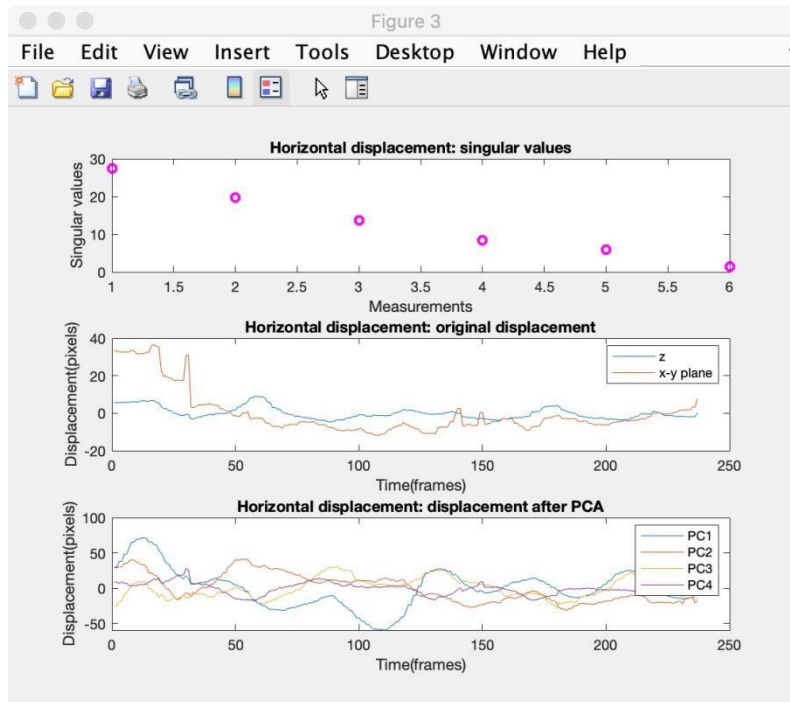 Figure 3
File Edit View Insert Tools Desktop Window Help
Horizontal displacement: singular values
Singular values
30
20
10
0
1 1.5 2 2.5 3 3.5 4 4.5 5 5.5 6
Measurements
Horizontal displacement: original displacement
Displacement(pixels)
40
20
0
-20
z
x-y plane
0 50 100 150 200 250
Time(frames)
Horizontal displacement: displacement after PCA
Displacement(pixels)
100
50
0
-50
PC1
PC2
PC3
PC4
0 50 100 150 200 250
Time(frames)